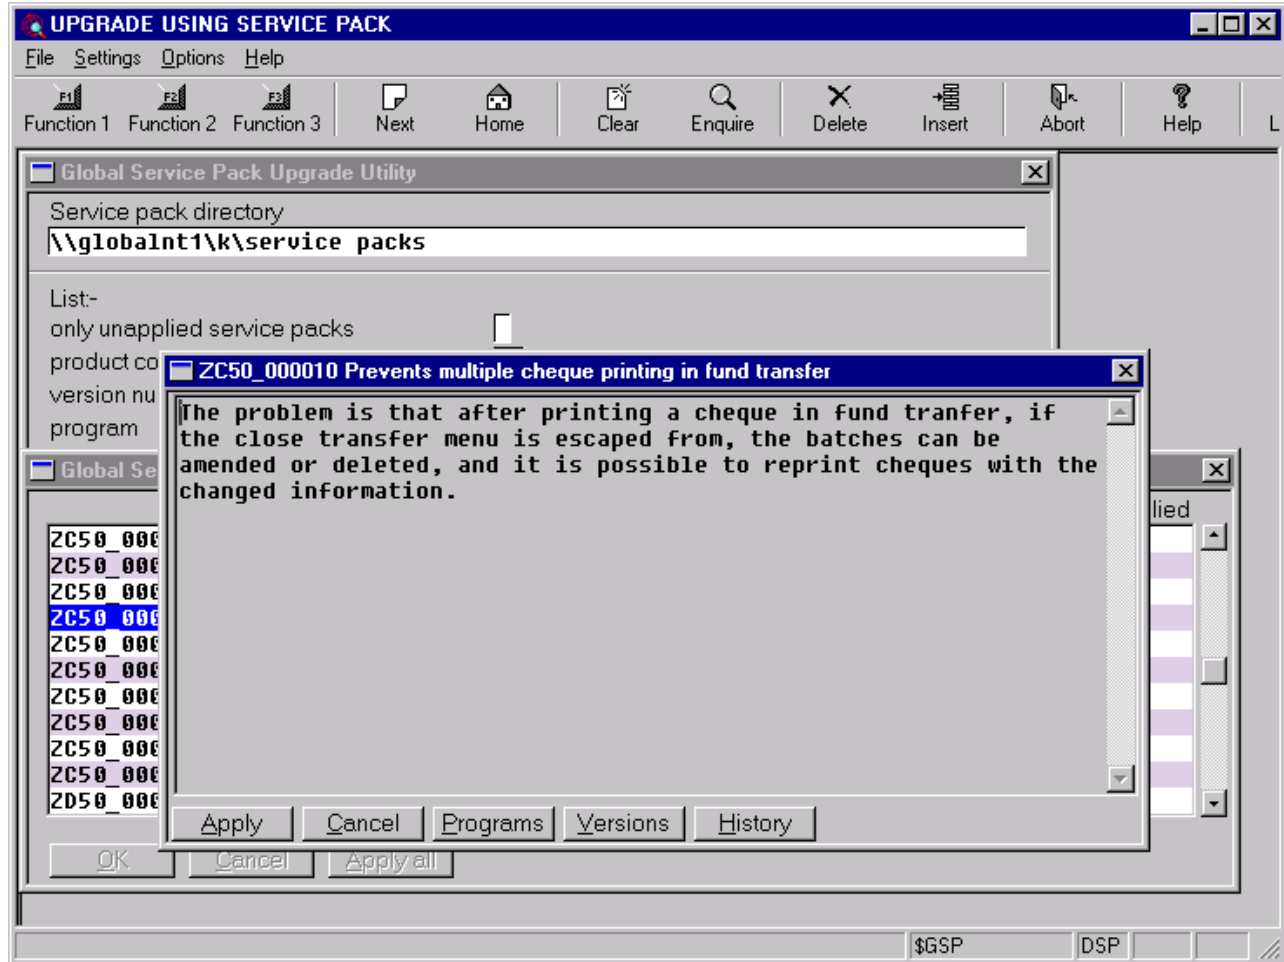 UPGRADE USING SERVICE PACK
File Settings Options Help
F1 F2 F3
Function 1 Function 2 Function 3 Next Home Clear Enquire Delete Insert Abort Help L
Global Service Pack Upgrade Utility
Service pack directory
\\globalnt1\k\service packs
List:-
only unapplied service packs
product co
version nu
program
ZC50_000010 Prevents multiple cheque printing in fund transfer
The problem is that after printing a cheque in fund tranfer, if
the close transfer menu is escaped from, the batches can be
amended or deleted, and it is possible to reprint cheques with the
changed information.
Apply Cancel Programs Versions History
Global Se
lied
ZC50_000
ZC50_000
ZC50_000
ZC50_000
ZC50_000
ZC50_000
ZC50_000
ZC50_000
ZC50_000
ZC50_000
ZD50_000
OK Cancel Apply all
$GSP DSP